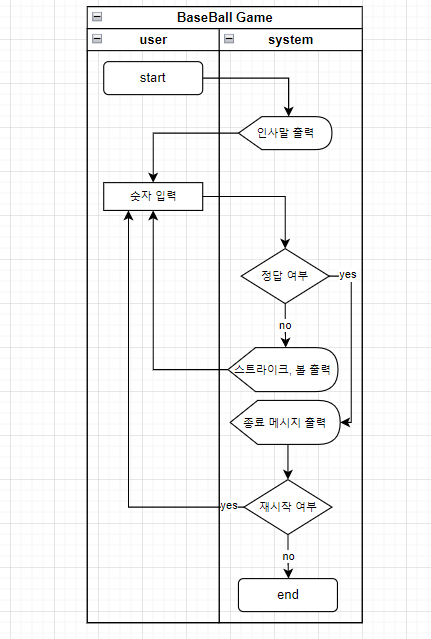 BaseBall Game
user
system
start
인사말 출력
숫자 입력
정답 여부
yes
no
스트라이크, 볼 출력
종료 메시지 출력
재시작 여부
yes
no
end